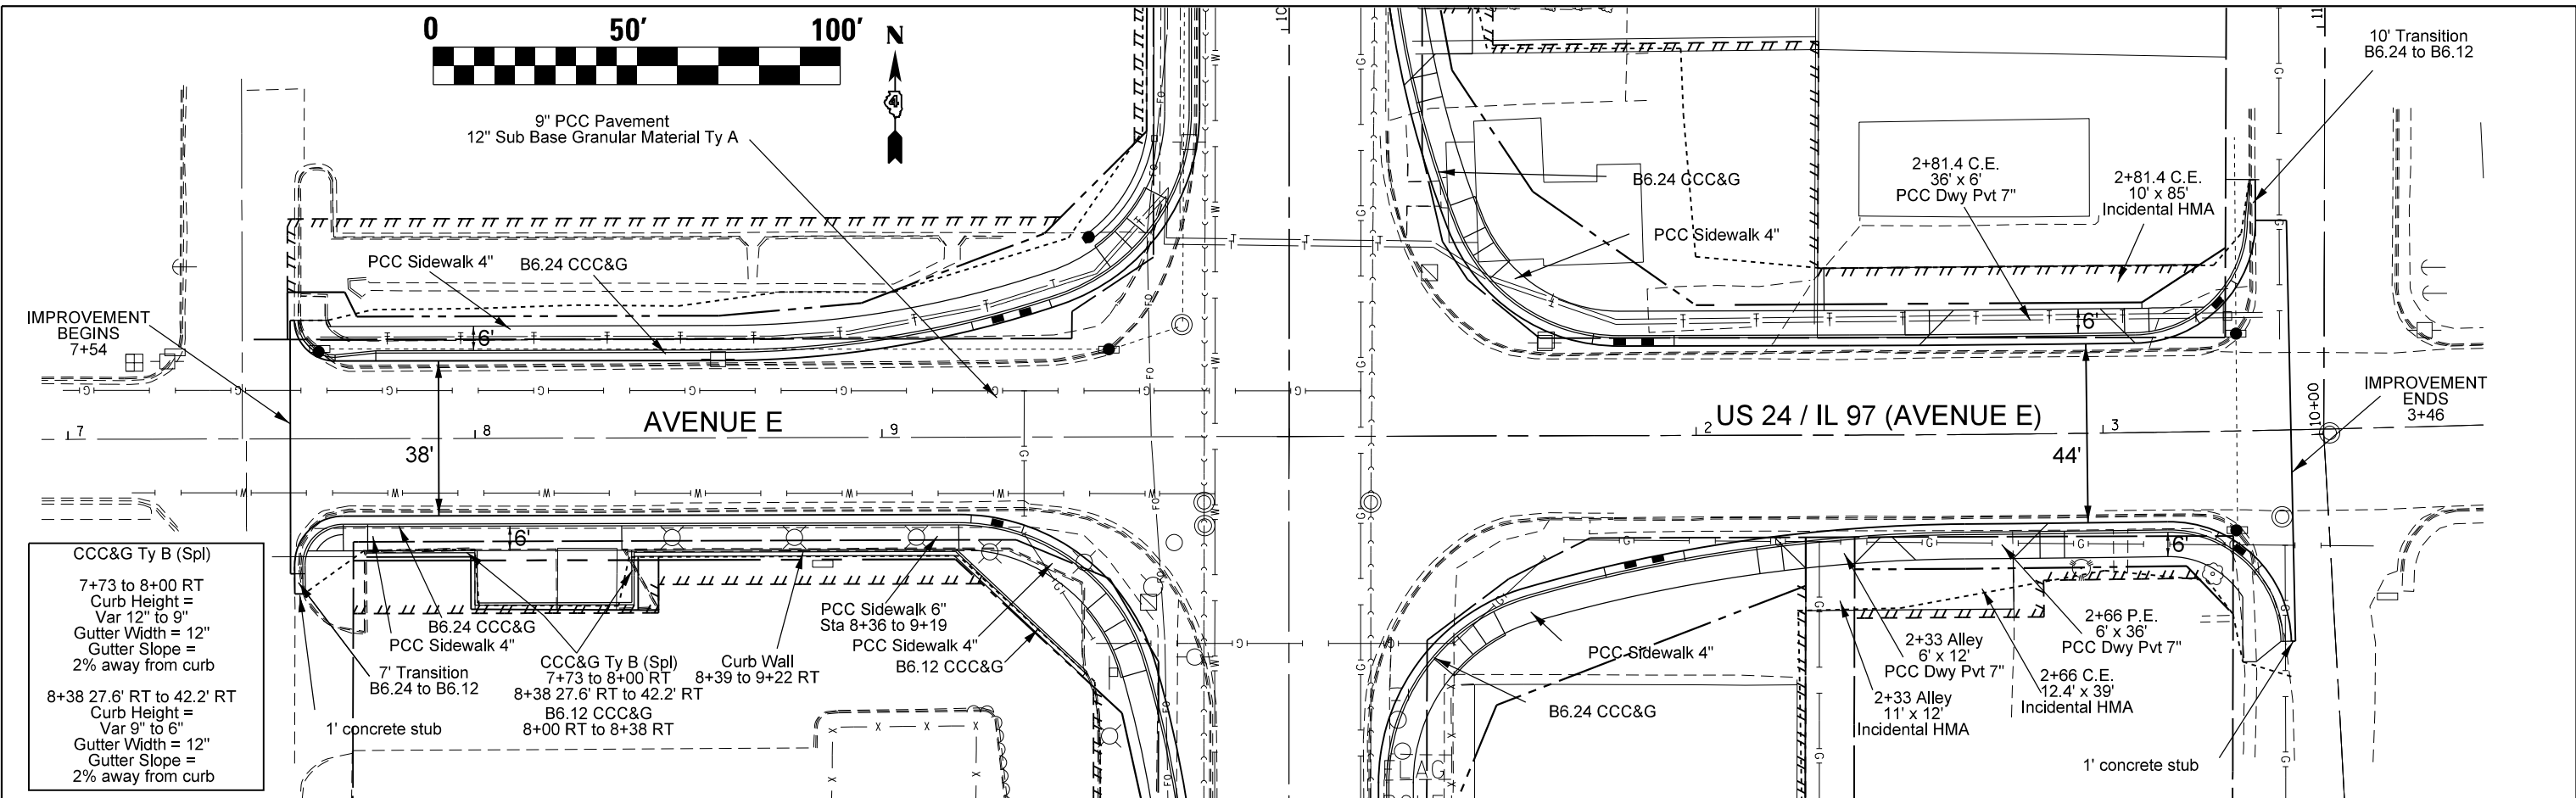 0 50' 100'
N
4
9" PCC Pavement
12" Sub Base Granular Material Ty A
10' Transition
B6.24 to B6.12
10
11
B6.24 CCC&G
2+81.4 C.E.
36' x 6'
PCC Dwy Pvt 7"
2+81.4 C.E.
10' x 85'
Incidental HMA
PCC Sidewalk 4"
PCC Sidewalk 4"
B6.24 CCC&G
6'
6'
IMPROVEMENT
BEGINS
7+54
IMPROVEMENT
ENDS
3+46
10+00
7
8
9
2
3
AVENUE E
US 24 / IL 97 (AVENUE E)
38'
44'
6'
6'
CCC&G Ty B (Spl)
7+73 to 8+00 RT
Curb Height =
Var 12" to 9"
Gutter Width = 12"
Gutter Slope =
2% away from curb
8+38 27.6' RT to 42.2' RT
Curb Height =
Var 9" to 6"
Gutter Width = 12"
Gutter Slope =
2% away from curb
B6.24 CCC&G
PCC Sidewalk 4"
7' Transition
B6.24 to B6.12
1' concrete stub
CCC&G Ty B (Spl)
7+73 to 8+00 RT
8+38 27.6' RT to 42.2' RT
B6.12 CCC&G
8+00 RT to 8+38 RT
Curb Wall
8+39 to 9+22 RT
PCC Sidewalk 6"
Sta 8+36 to 9+19
PCC Sidewalk 4"
B6.12 CCC&G
PCC Sidewalk 4"
B6.24 CCC&G
2+33 Alley
6' x 12'
PCC Dwy Pvt 7"
2+33 Alley
11' x 12'
Incidental HMA
2+66 P.E.
6' x 36'
PCC Dwy Pvt 7"
2+66 C.E.
12.4' x 39'
Incidental HMA
1' concrete stub
FLAG